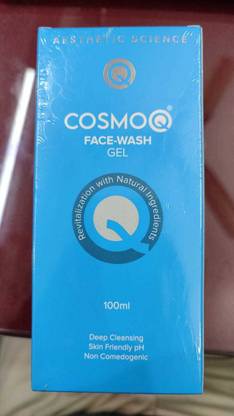 AESTHETIC SCIENCE
COSMOQ®
FACE-WASH
GEL
Revitalization with Natural Ingredients
100ml
Deep Cleansing
Skin Friendly pH
Non Comedogenic